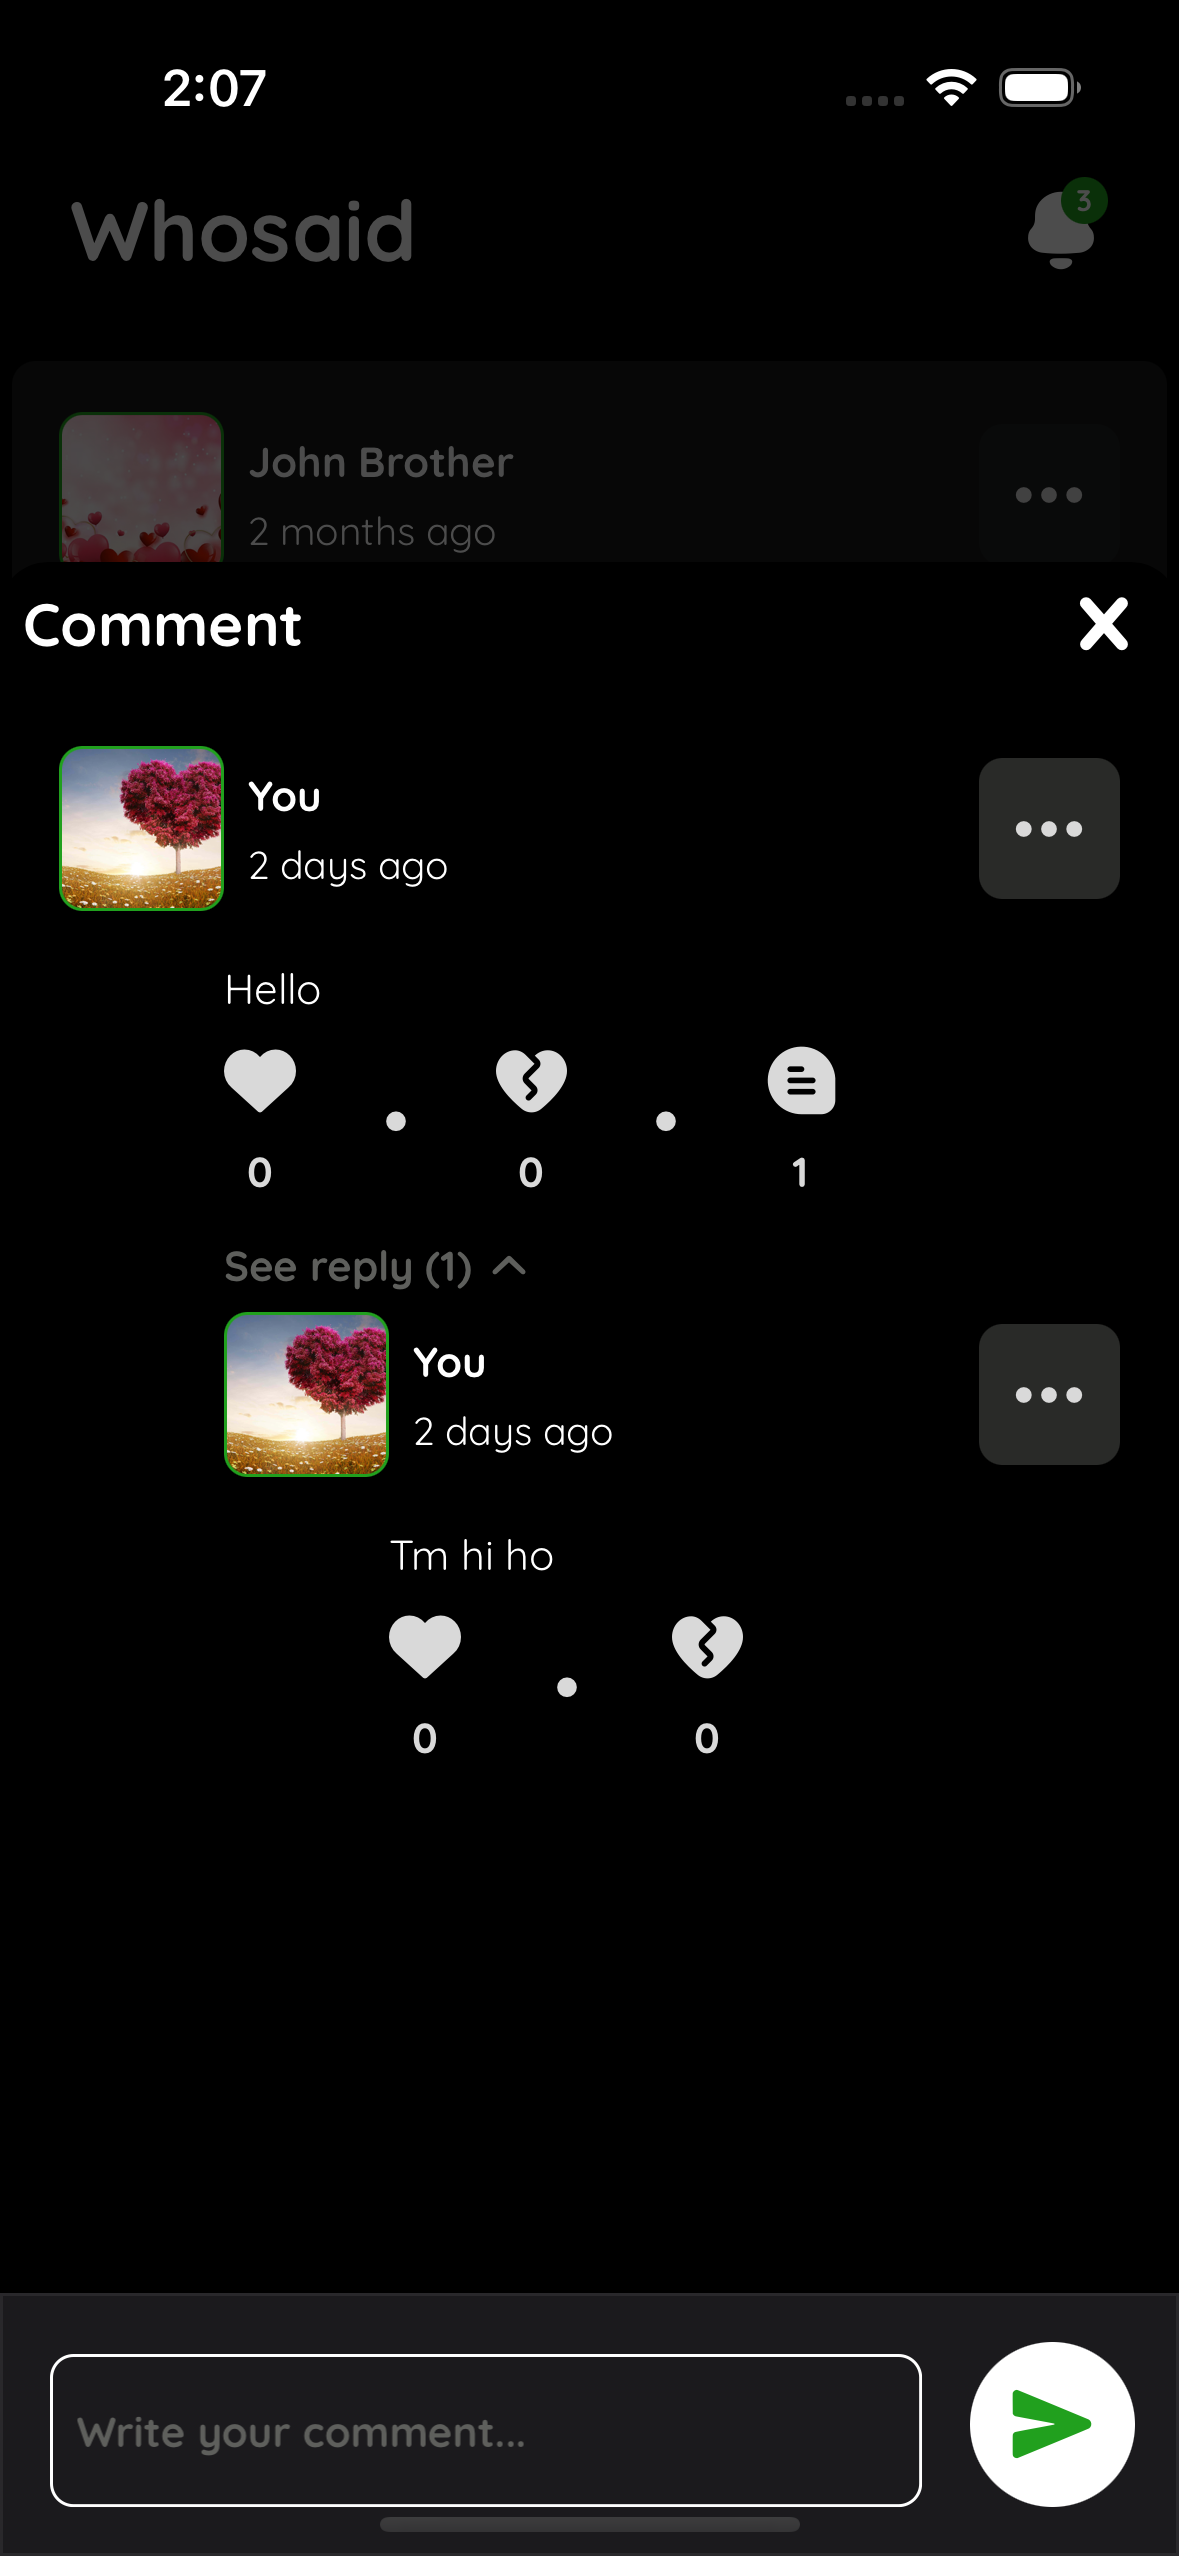 2:07
Whosaid
3
John Brother
2 months ago
Comment
You
2 days ago
Hello
0 0 1
See reply (1)
You
2 days ago
Tm hi ho
0 0
Write your comment...